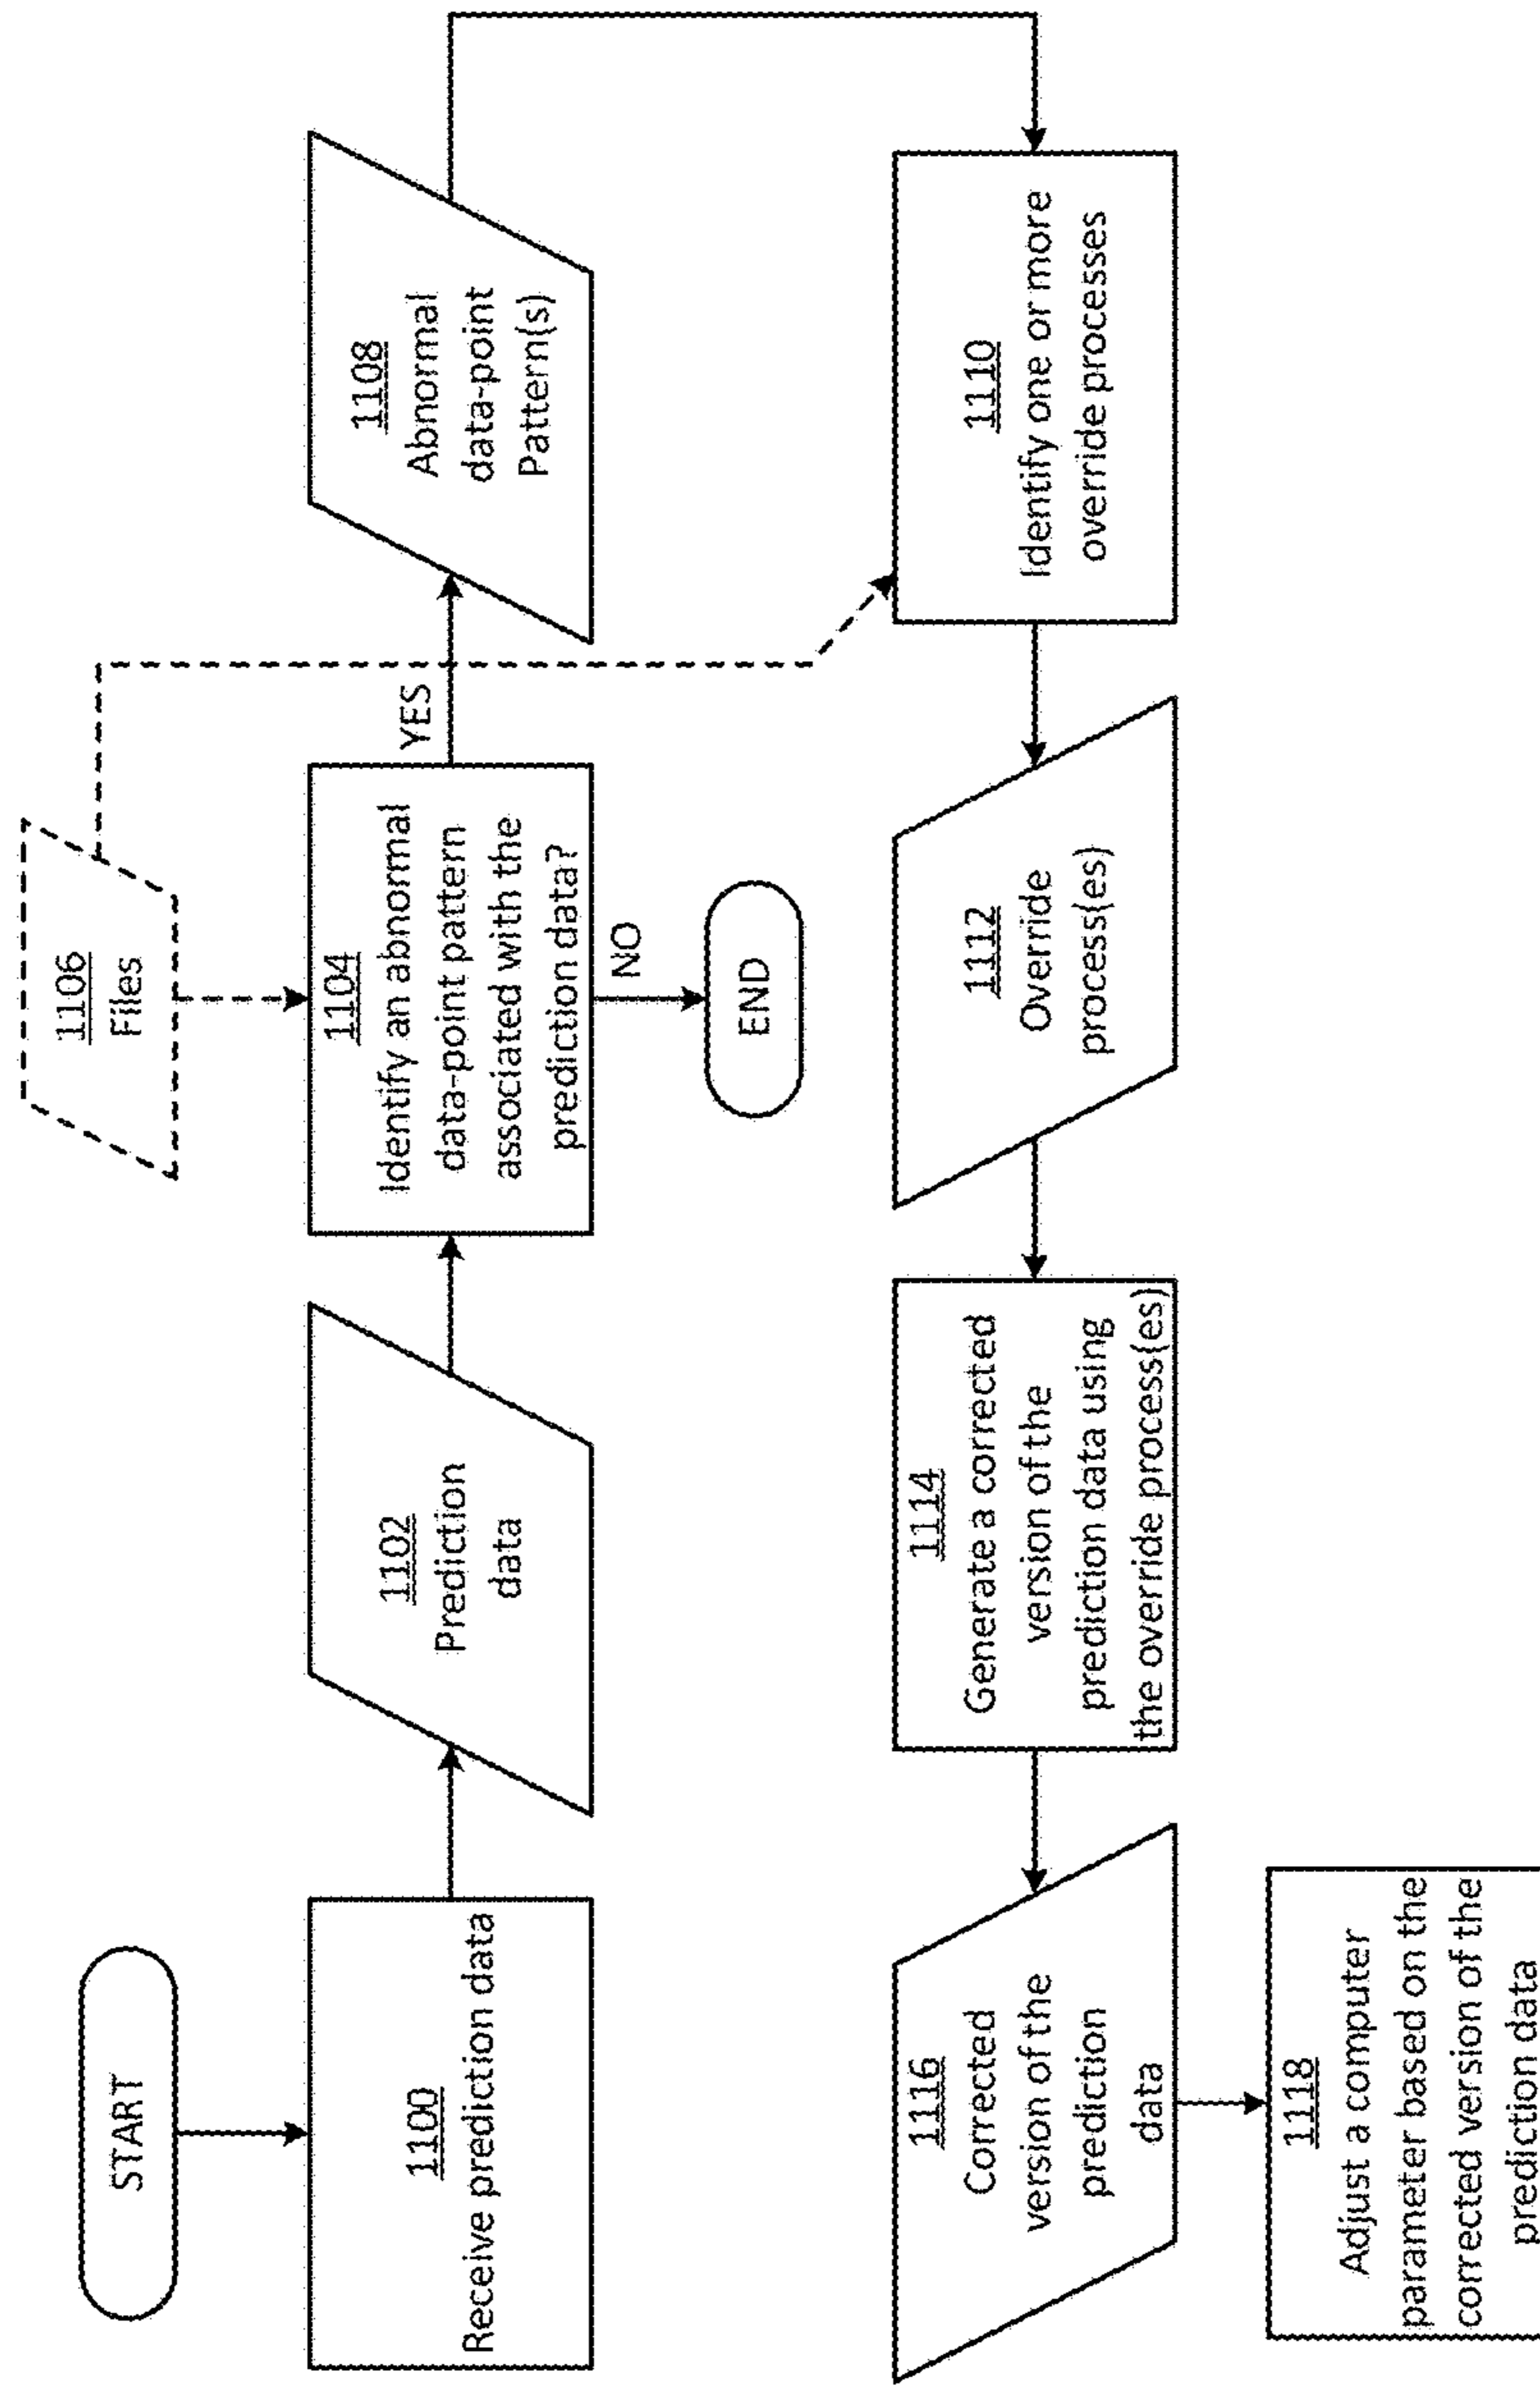 START
1100
Receive prediction data
1102
Prediction
data
1106
Files
1104
Identify an abnormal
data-point pattern
associated with the
prediction data?
YES
NO
END
1108
Abnormal
data-point
Pattern(s)
1110
Identify one or more
override processes
1112
Override
process(es)
1114
Generate a corrected
version of the
prediction data using
the override process(es)
1116
Corrected
version of the
prediction
data
1118
Adjust a computer
parameter based on the
corrected version of the
prediction data